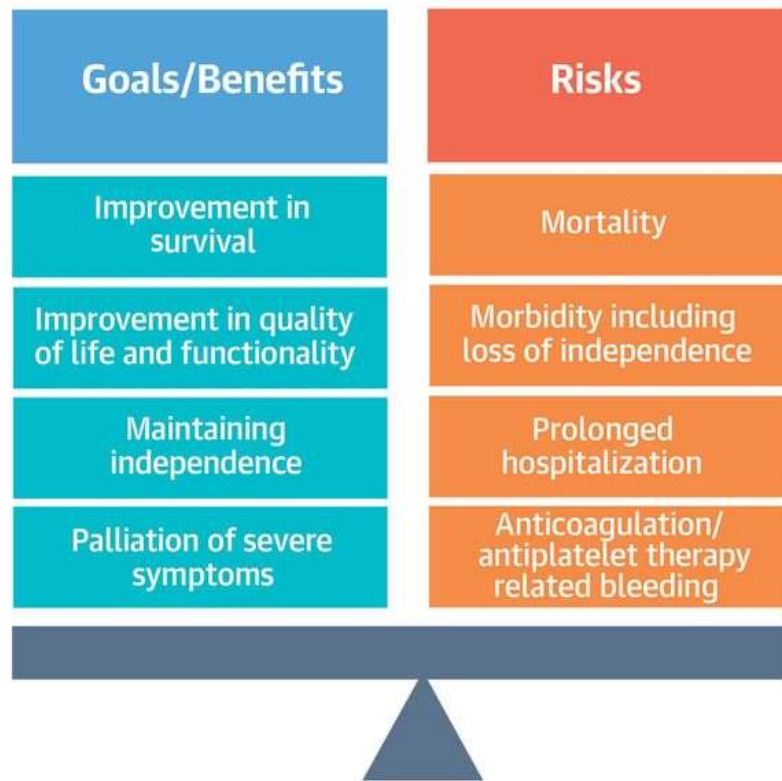 Goals/Benefits
Improvement in
survival
Improvement in quality
of life and functionality
Maintaining
independence
Palliation of severe
symptoms
Risks
Mortality
Morbidity including
loss of independence
Prolonged
hospitalization
Anticoagulation/
antiplatelet therapy
related bleeding